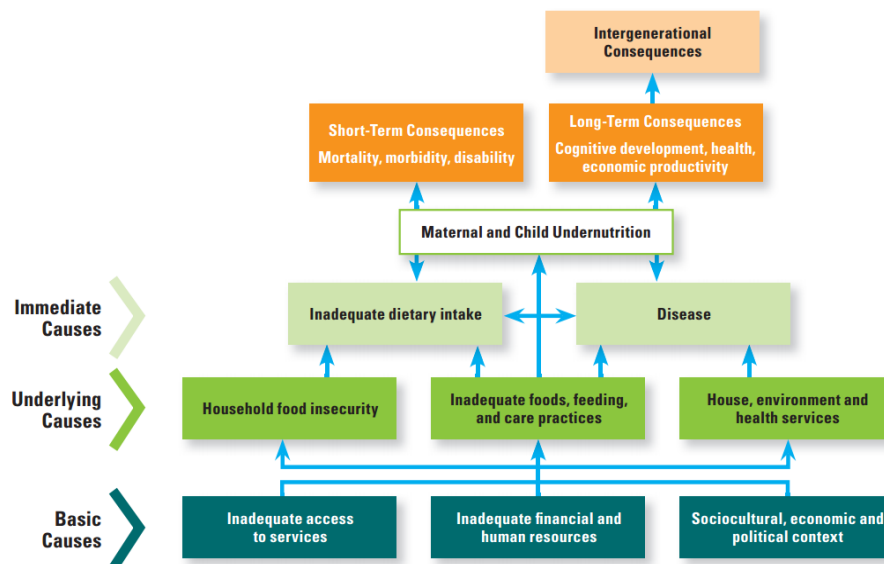 Intergenerational
Consequences
Short-Term Consequences
Mortality, morbidity, disability
Long-Term Consequences
Cognitive development, health,
economic productivity
Maternal and Child Undernutrition
Immediate
Causes
Inadequate dietary intake
Disease
Underlying
Causes
Household food insecurity
Inadequate foods, feeding,
and care practices
House, environment and
health services
Basic
Causes
Inadequate access
to services
Inadequate financial and
human resources
Sociocultural, economic and
political context